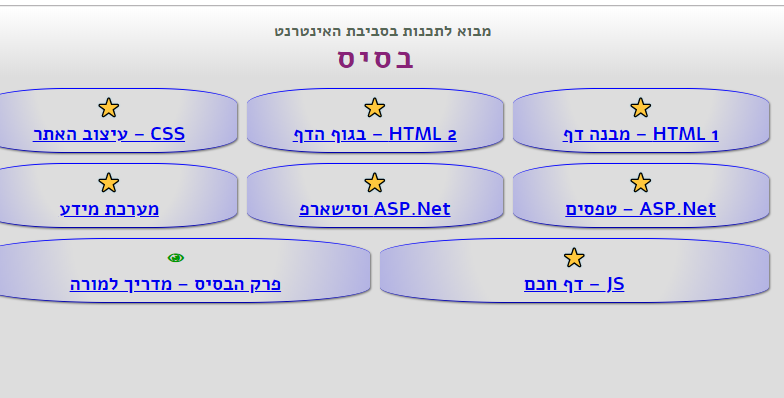 מבוא לתכנות בסביבת האינטרנט
בסיס
HTML 1 – מבנה דף
HTML 2 – בגוף הדף
CSS – עיצוב האתר
ASP.Net – טפסים
ASP.Net וסישארפ
מערכת מידע
JS – דף חכם
פרק הבסיס – מדריך למורה